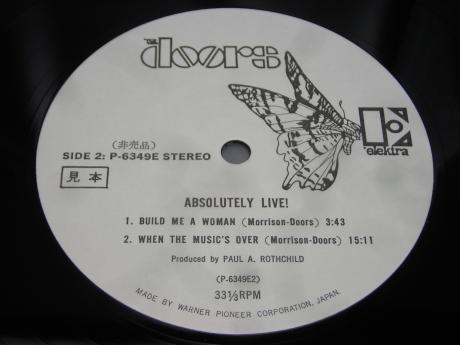 THE doors
(非売品)
SIDE 2: P-6349E STEREO
見本
elektra
ABSOLUTELY LIVE!
1. BUILD ME A WOMAN (Morrison-Doors) 3:43
2. WHEN THE MUSIC'S OVER (Morrison-Doors) 15:11
Produced by PAUL A. ROTHCHILD
(P-6349E2)
33⅓RPM
MADE BY WARNER PIONEER CORPORATION, JAPAN.